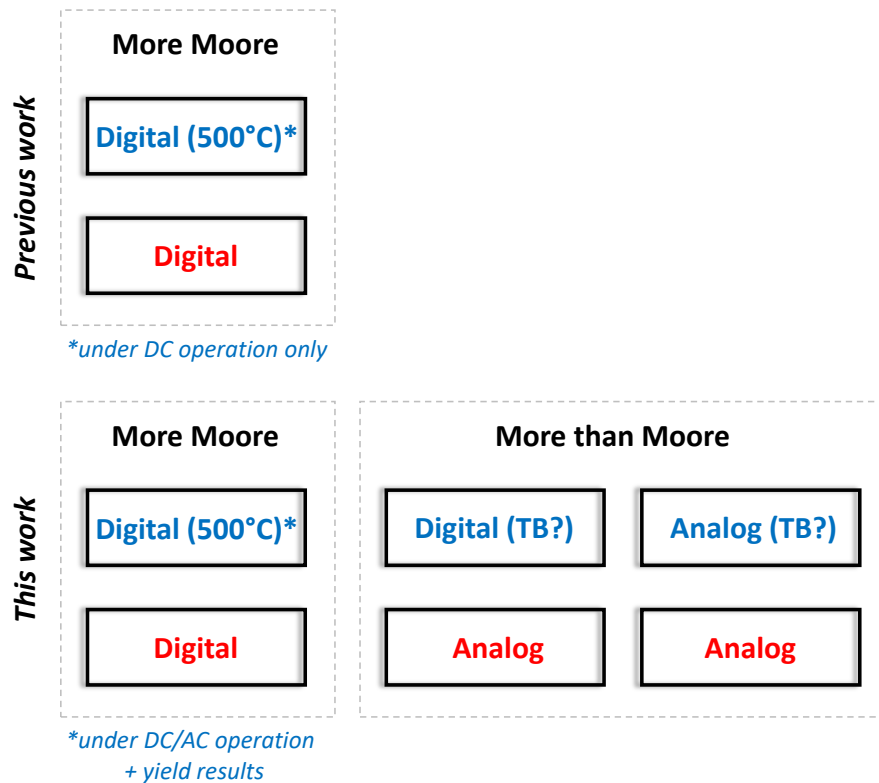 Previous work
More Moore
Digital (500°C)*
Digital
*under DC operation only
This work
More Moore
Digital (500°C)*
Digital
*under DC/AC operation
+ yield results
More than Moore
Digital (TB?)
Analog (TB?)
Analog
Analog